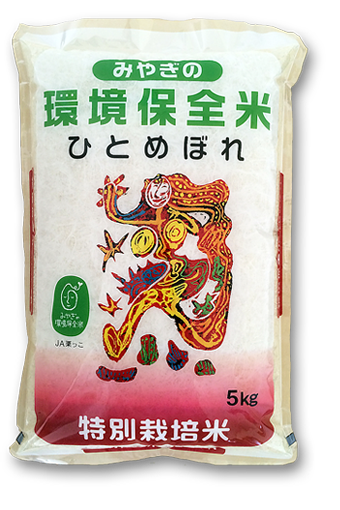 みやぎの
環境保全米
ひとめぼれ
みやぎの
環境保全米
JA栗っこ
5kg
特別栽培米